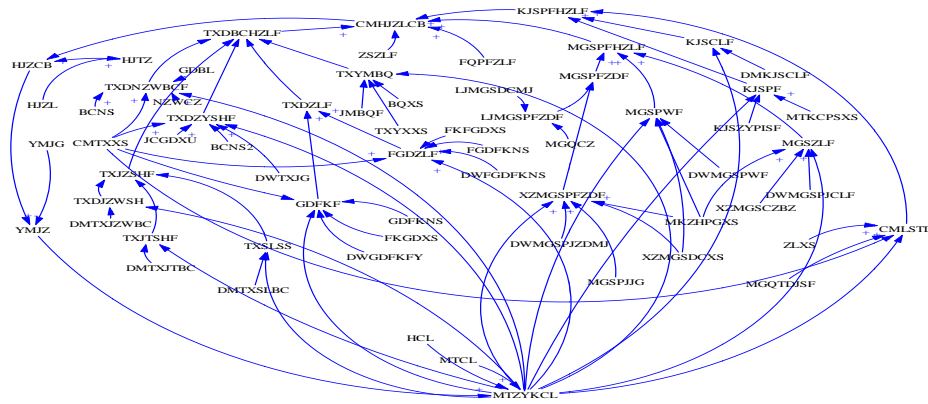 KJSPFHZLF
CMHJZLCB
TXDBCHZLF
ZSZLF
FQPFZLF
MGSPFHZLF
KJSCLF
HJZCB
HJTZ
GDBL
TXYMBQ
MGSPFZDF
DMKJSCLF
TXDNZWBCF
LJMGSDCMJ
KJSPF
HJZL
BCNS
NZWCZ
TXDZLF
JMBQF
BQXS
LJMGSPFZDF
MGSPWF
MTKCPSXS
TXDZYSHF
TXYXXS
FKFGDXS
KJSZYPISF
YMJG
CMTXXS
JCGDXU
BCNS2
FGDZLF
FGDFKNS
MGQCZ
MGSZLF
TXJZSHF
DWTXJG
DWFGDFKNS
DWMGSPWF
TXDJZWSH
GDFKF
XZMGSPFZDF
DWMGSPJCLF
XZMGSCZBZ
DMTXJZWBC
GDFKNS
MKZHPGXS
YMJZ
TXJTSHF
TXSLSS
FKGDXS
DWMGSPJZDMJ
ZLXS
DWGDFKFY
XZMGSDCXS
DMTXJTBC
DMTXSLBC
MGSPJJG
MGQTDJSF
HCL
MTCL
MTZYKCL